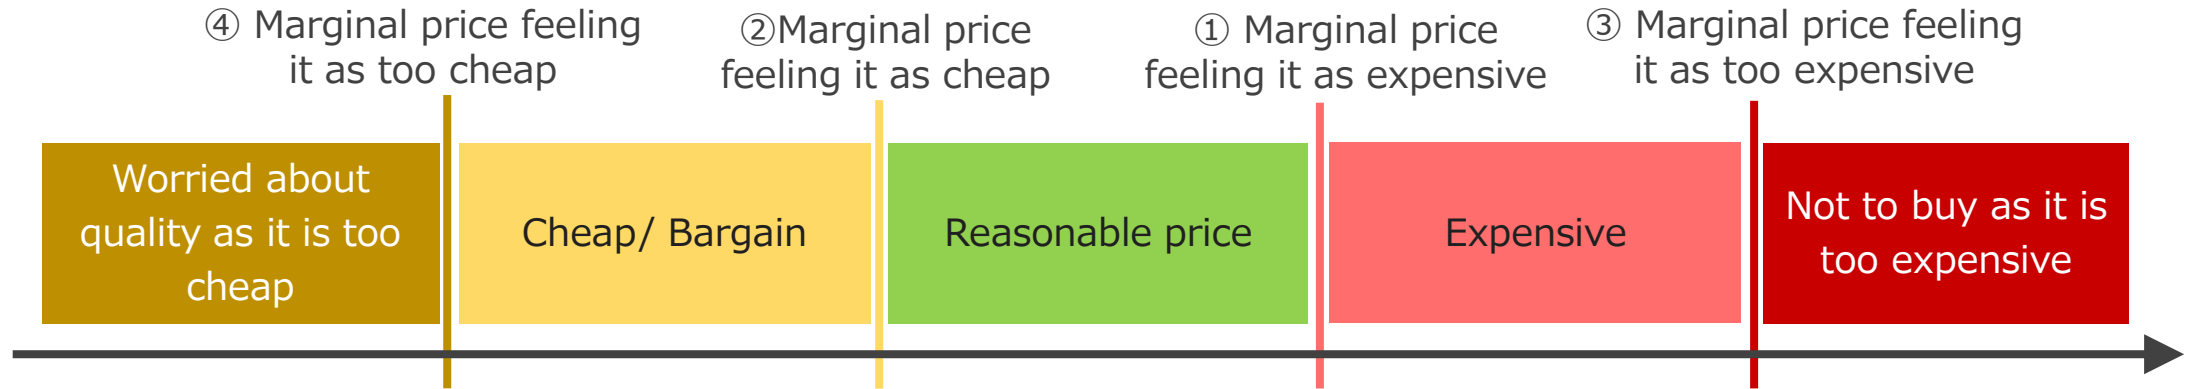 ④ Marginal price feeling
it as too cheap
②Marginal price
feeling it as cheap
① Marginal price
feeling it as expensive
③ Marginal price feeling
it as too expensive
Worried about
quality as it is too
cheap
Cheap/ Bargain
Reasonable price
Expensive
Not to buy as it is
too expensive